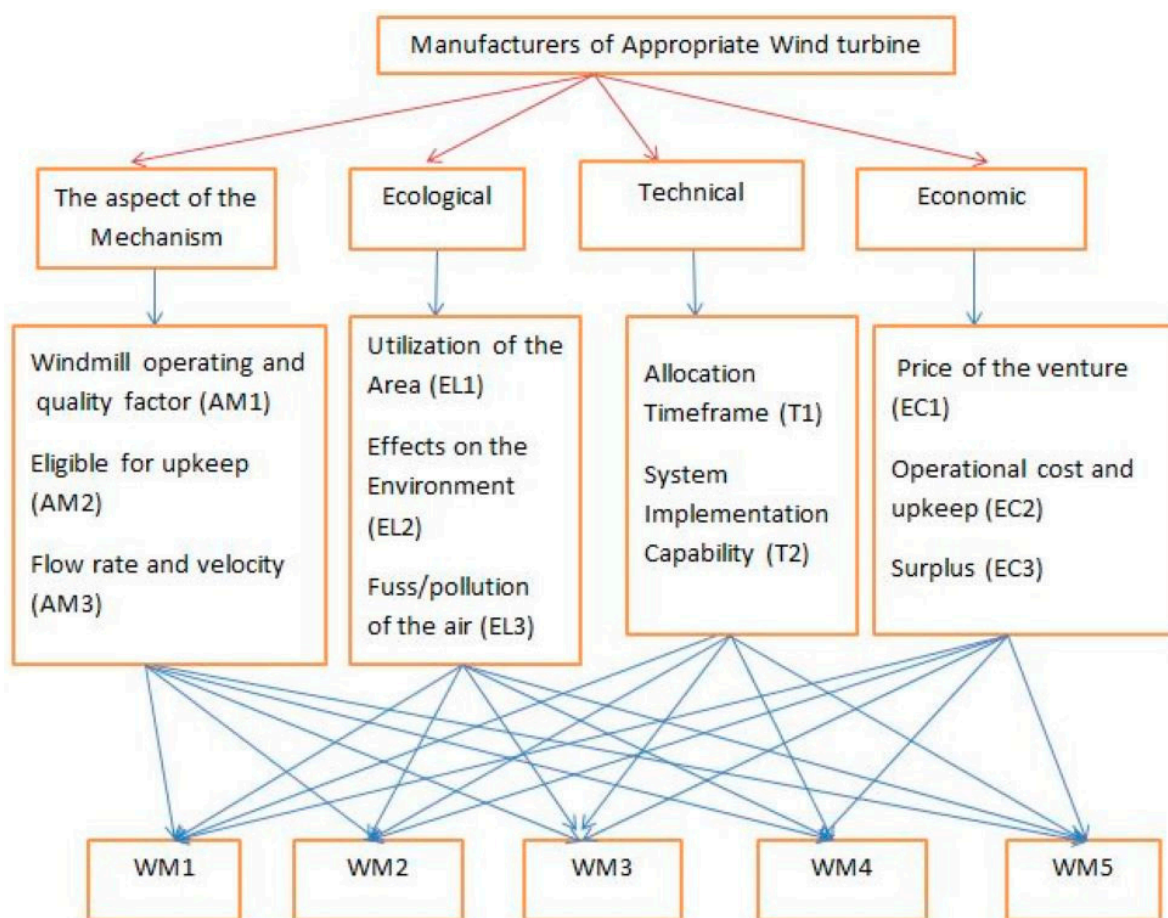 Manufacturers of Appropriate Wind turbine
The aspect of the
Mechanism
Ecological
Technical
Economic
Windmill operating and
quality factor (AM1)
Eligible for upkeep
(AM2)
Flow rate and velocity
(AM3)
Utilization of the
Area (EL1)
Effects on the
Environment
(EL2)
Fuss/pollution
of the air (EL3)
Allocation
Timeframe (T1)
System
Implementation
Capability (T2)
Price of the venture
(EC1)
Operational cost and
upkeep (EC2)
Surplus (EC3)
WM1
WM2
WM3
WM4
WM5